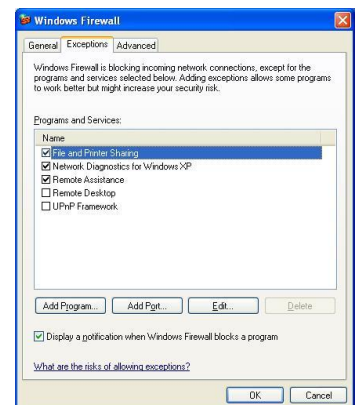 Windows Firewall
General Exceptions Advanced
Windows Firewall is blocking incoming network connections, except for the
programs and services selected below. Adding exceptions allows some programs
to work better but might increase your security risk.
Programs and Services:
Name
File and Printer Sharing
Network Diagnostics for Windows XP
Remote Assistance
Remote Desktop
UPnP Framework
Add Program... Add Port... Edit... Delete
Display a notification when Windows Firewall blocks a program
What are the risks of allowing exceptions?
OK Cancel